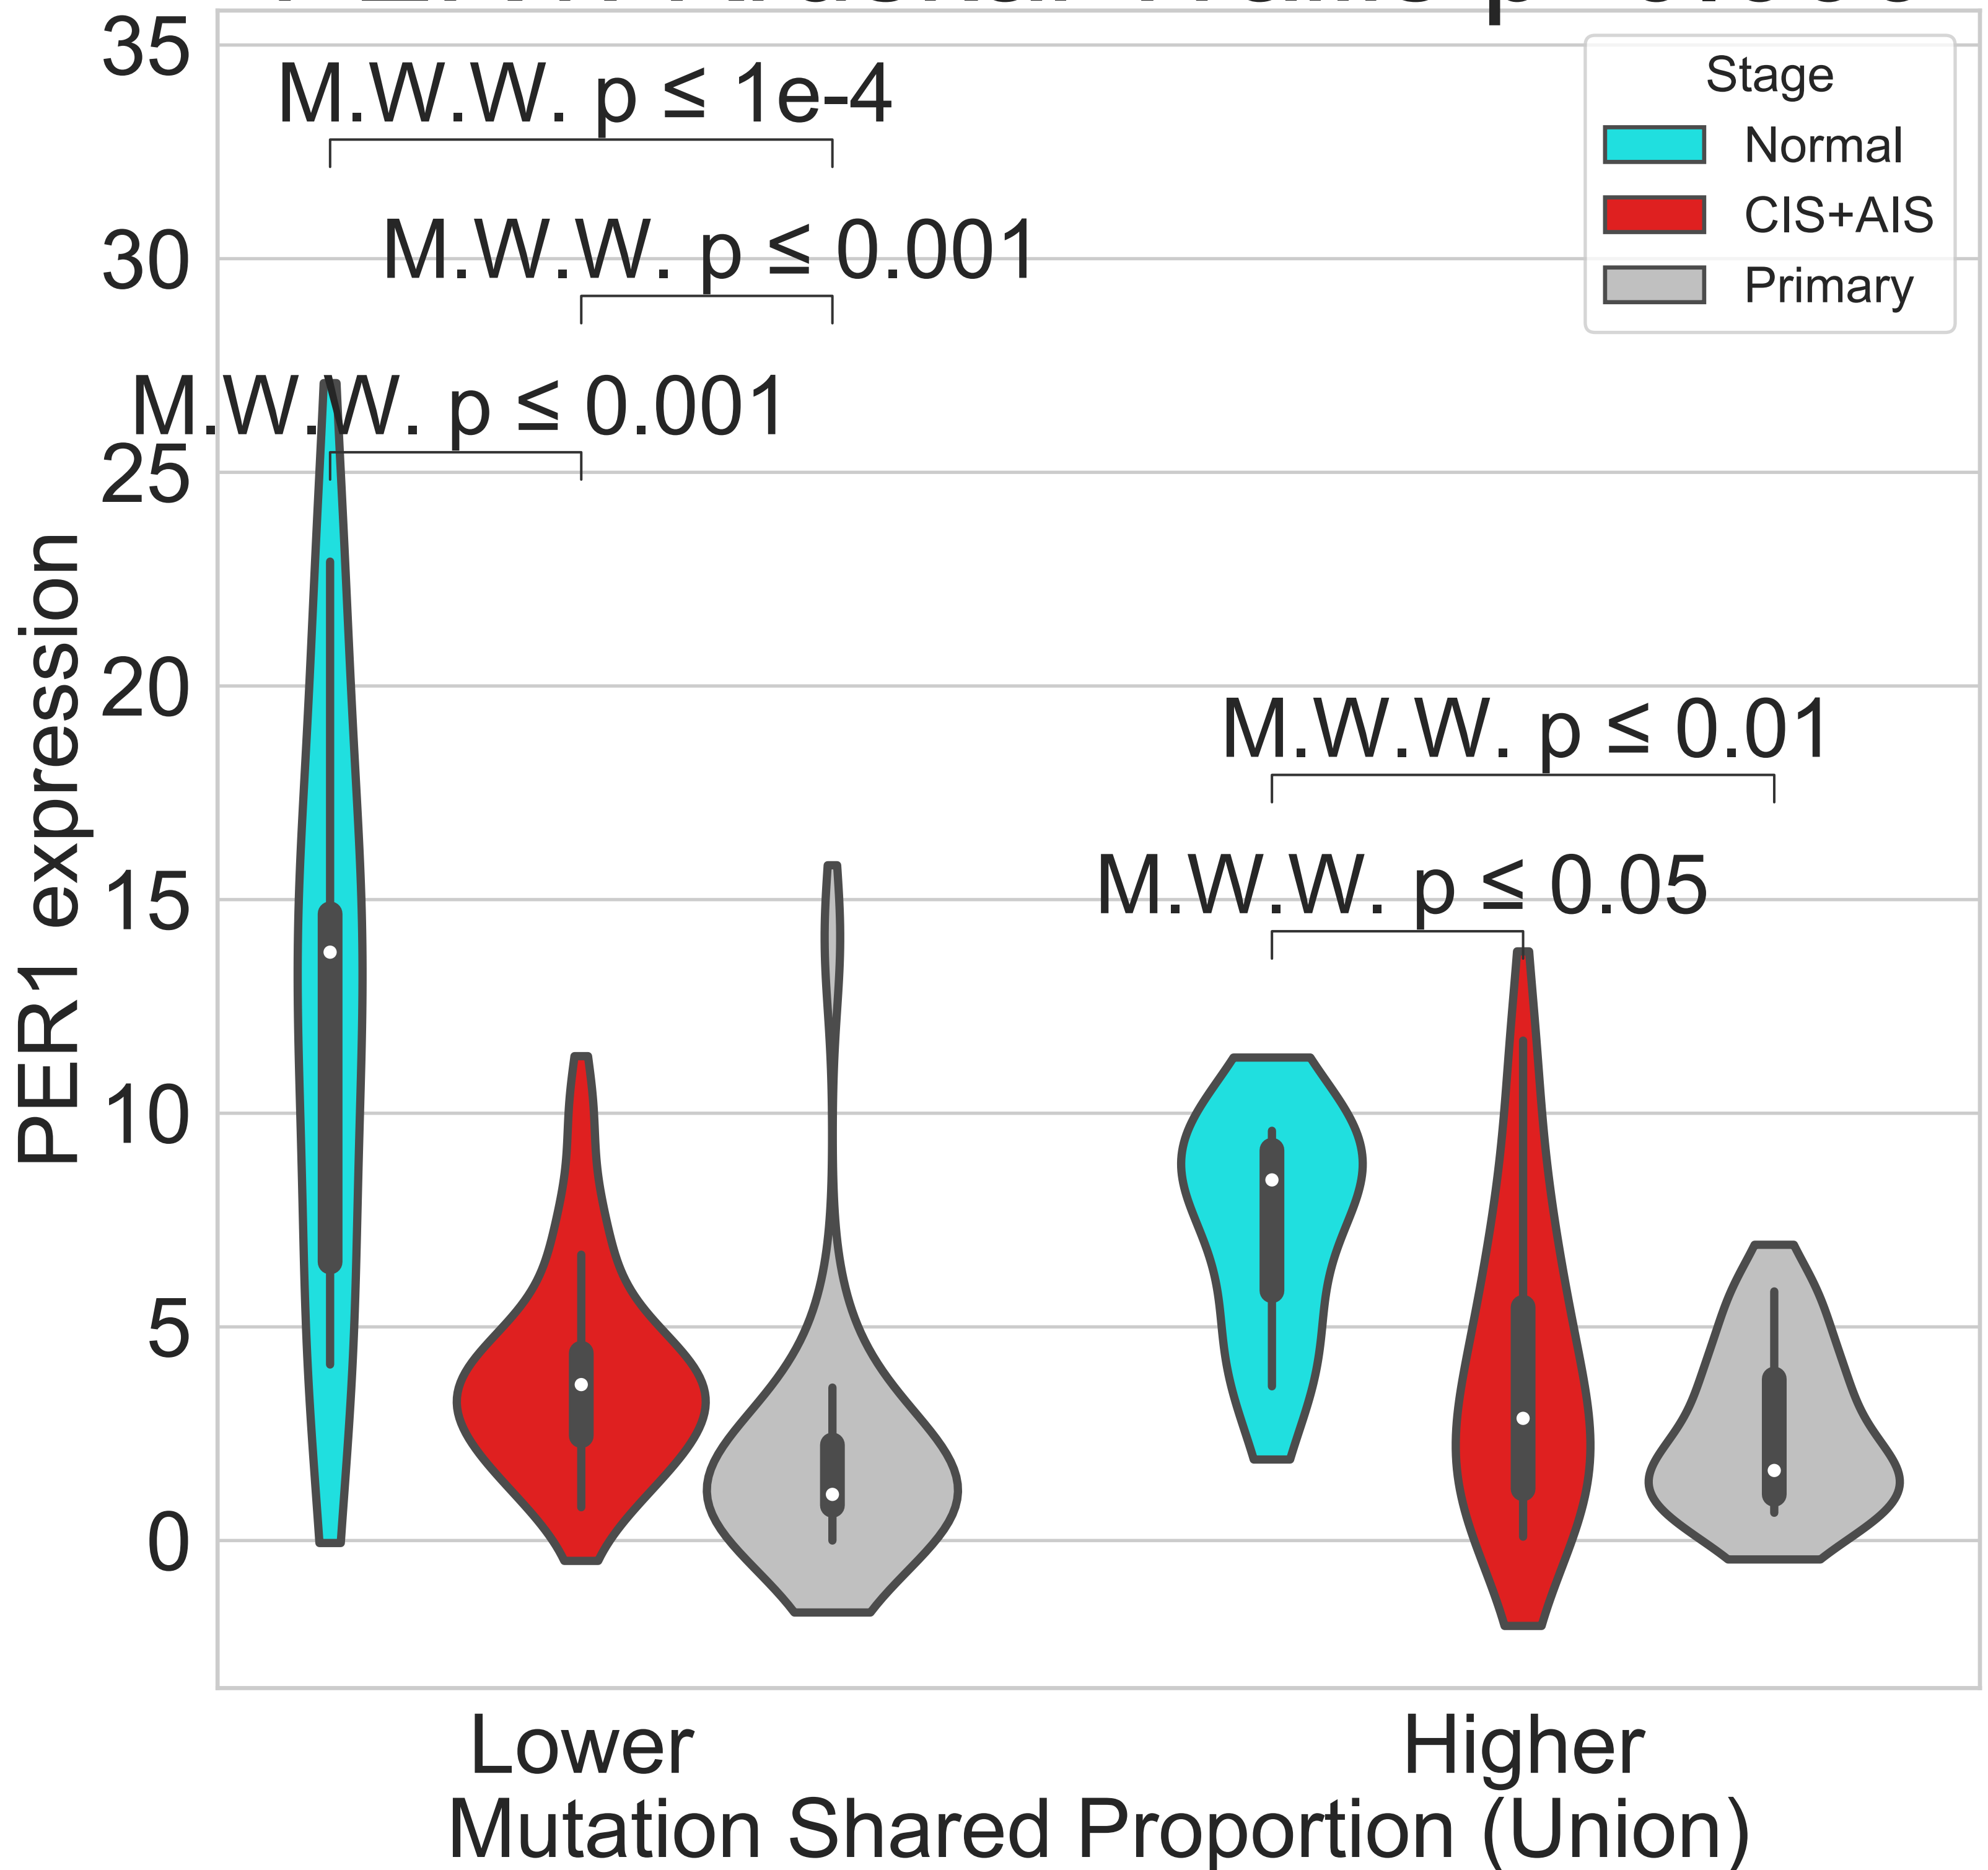 35
M.W.W. p ≤ 1e-4
Stage
Normal
CIS+AIS
Primary
M.W.W. p ≤ 0.001
30
M.W.W. p ≤ 0.001
25
20
M.W.W. p ≤ 0.01
M.W.W. p ≤ 0.05
15
10
5
0
PER1 expression
Lower
Higher
Mutation Shared Proportion (Union)